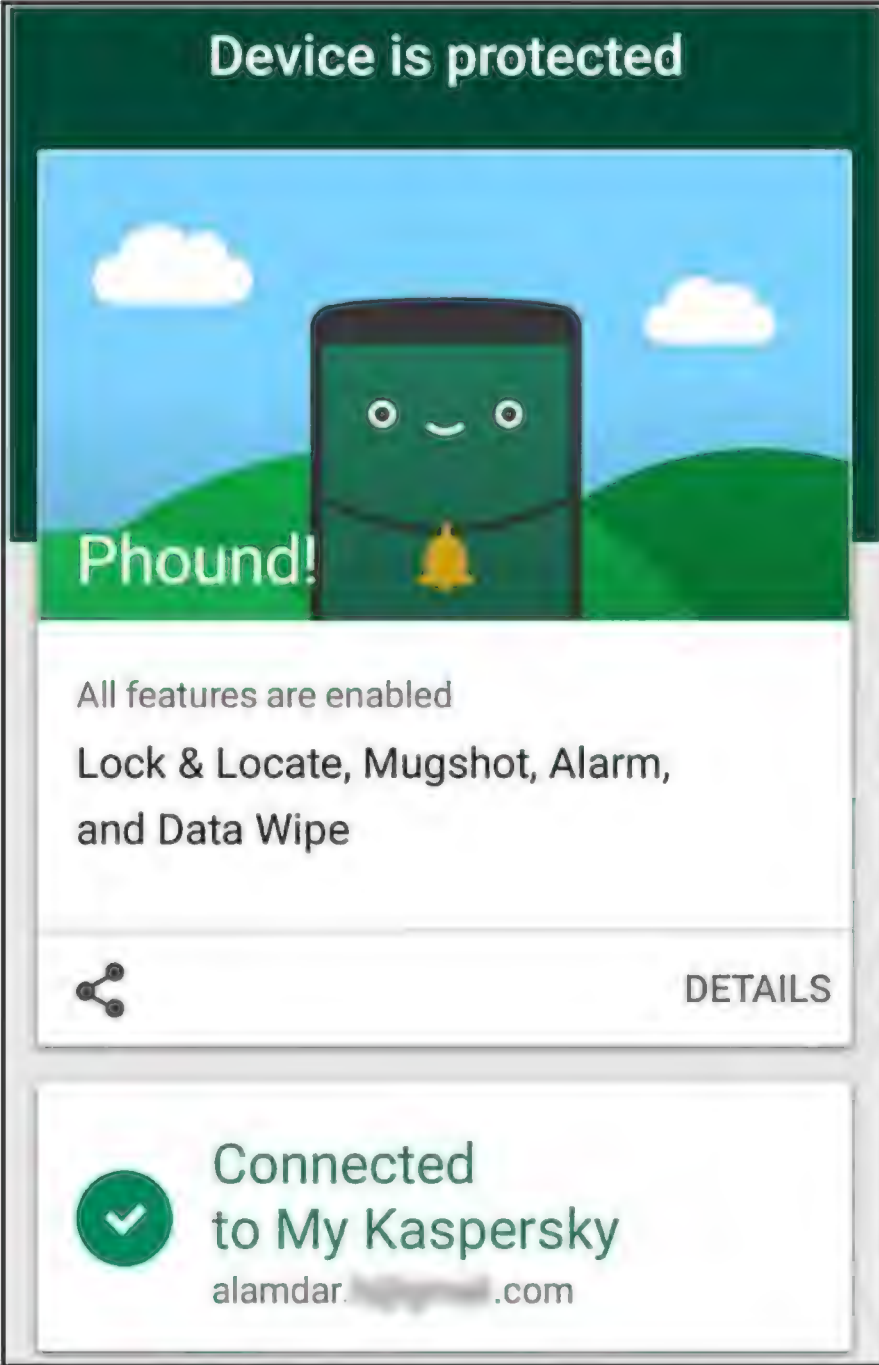 Device is protected
Phound!
All features are enabled
Lock & Locate, Mugshot, Alarm,
and Data Wipe
DETAILS
Connected
to My Kaspersky
alamdar. .com